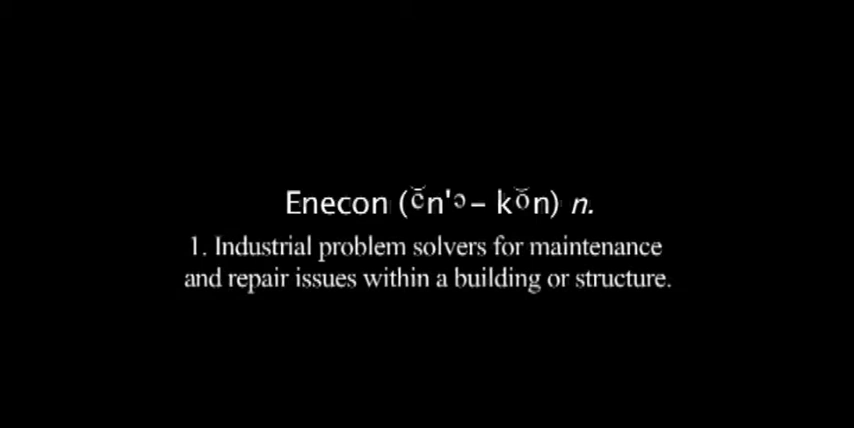 Enecon (ĕn'ə- kŏn) n.
1. Industrial problem solvers for maintenance
and repair issues within a building or structure.